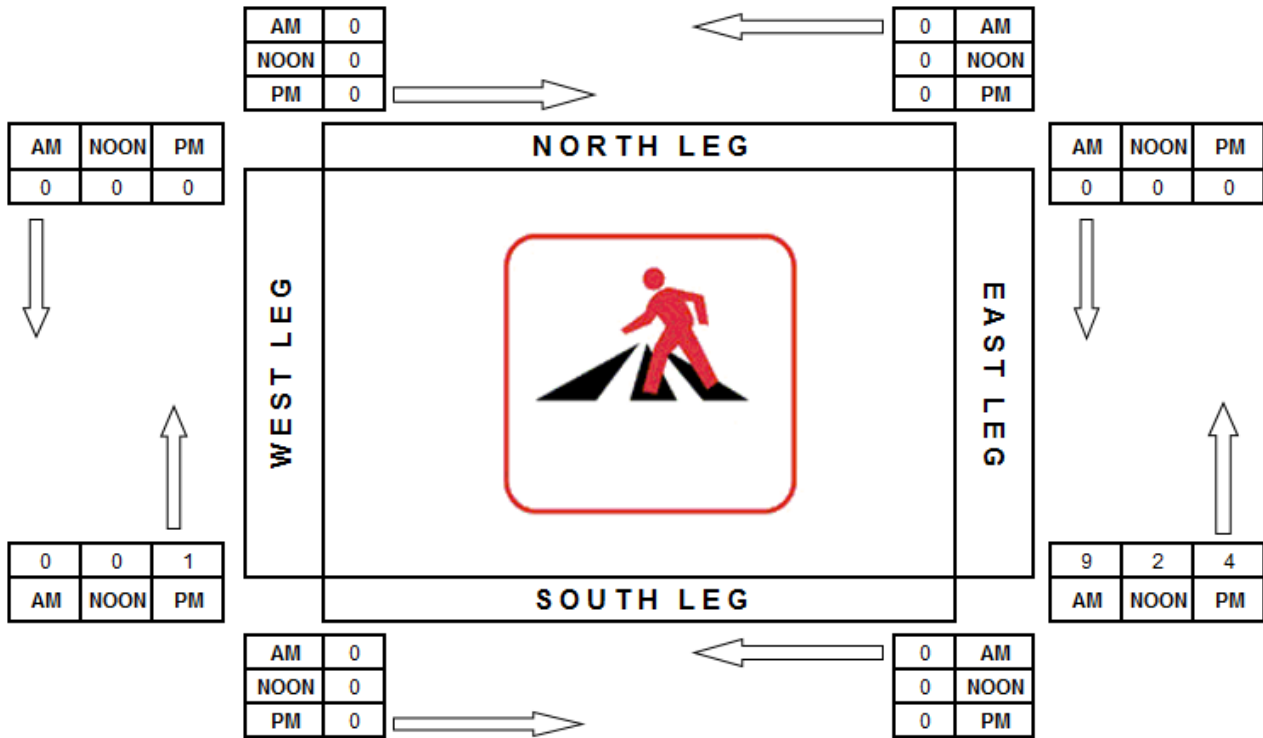 AM 0
NOON 0
PM 0
0 AM
0 NOON
0 PM
AM NOON PM
0 0 0
NORTH LEG
AM NOON PM
0 0 0
WEST LEG
EAST LEG
0 0 1
AM NOON PM
9 2 4
AM NOON PM
SOUTH LEG
AM 0
NOON 0
PM 0
0 AM
0 NOON
0 PM